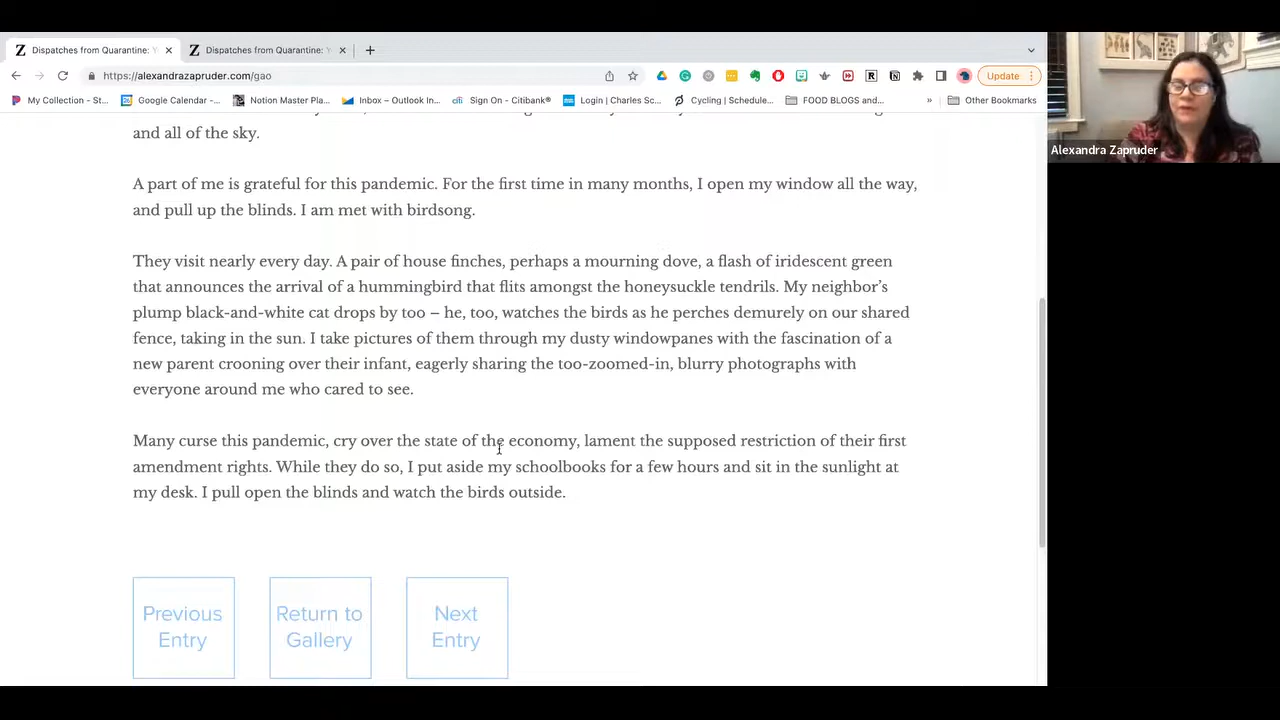 Dispatches from Quarantine: Y
Dispatches from Quarantine: Y
https://alexandrazapruder.com/gao
Update
My Collection - St...
Google Calendar -...
Notion Master Pla...
Inbox – Outlook In...
Sign On - Citibank®
Login | Charles Sc...
Cycling | Schedule...
FOOD BLOGS and...
Other Bookmarks
Alexandra Zapruder
and all of the sky.
A part of me is grateful for this pandemic. For the first time in many months, I open my window all the way,
and pull up the blinds. I am met with birdsong.
They visit nearly every day. A pair of house finches, perhaps a mourning dove, a flash of iridescent green
that announces the arrival of a hummingbird that flits amongst the honeysuckle tendrils. My neighbor’s
plump black-and-white cat drops by too – he, too, watches the birds as he perches demurely on our shared
fence, taking in the sun. I take pictures of them through my dusty windowpanes with the fascination of a
new parent crooning over their infant, eagerly sharing the too-zoomed-in, blurry photographs with
everyone around me who cared to see.
Many curse this pandemic, cry over the state of the economy, lament the supposed restriction of their first
amendment rights. While they do so, I put aside my schoolbooks for a few hours and sit in the sunlight at
my desk. I pull open the blinds and watch the birds outside.
Previous
Entry
Return to
Gallery
Next
Entry